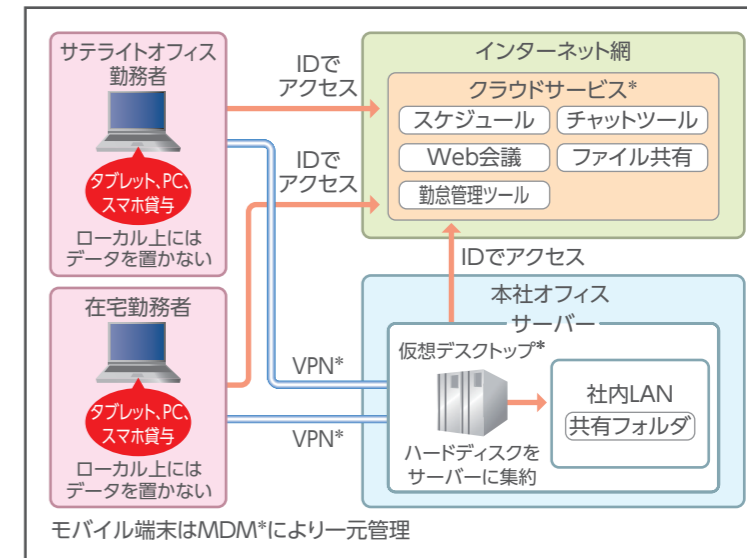 サテライトオフィス
勤務者
タブレット、PC、
スマホ貸与
ローカル上には
データを置かない
在宅勤務者
タブレット、PC、
スマホ貸与
ローカル上には
データを置かない
IDで
アクセス
IDで
アクセス
VPN*
VPN*
インターネット網
クラウドサービス*
スケジュール
チャットツール
Web会議
ファイル共有
勤怠管理ツール
IDでアクセス
本社オフィス
サーバー
仮想デスクトップ*
ハードディスクを
サーバーに集約
社内LAN
共有フォルダ
モバイル端末はMDM*により一元管理